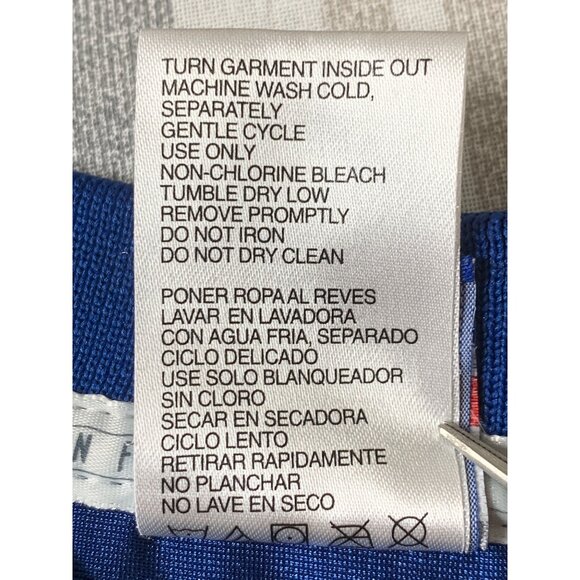 TURN GARMENT INSIDE OUT
MACHINE WASH COLD,
SEPARATELY
GENTLE CYCLE
USE ONLY
NON-CHLORINE BLEACH
TUMBLE DRY LOW
REMOVE PROMPTLY
DO NOT IRON
DO NOT DRY CLEAN
PONER ROPA AL REVES
LAVAR EN LAVADORA
CON AGUA FRIA, SEPARADO
CICLO DELICADO
USE SOLO BLANQUEADOR
SIN CLORO
SECAR EN SECADORA
CICLO LENTO
RETIRAR RAPIDAMENTE
NO PLANCHAR
NO LAVE EN SECO
N F